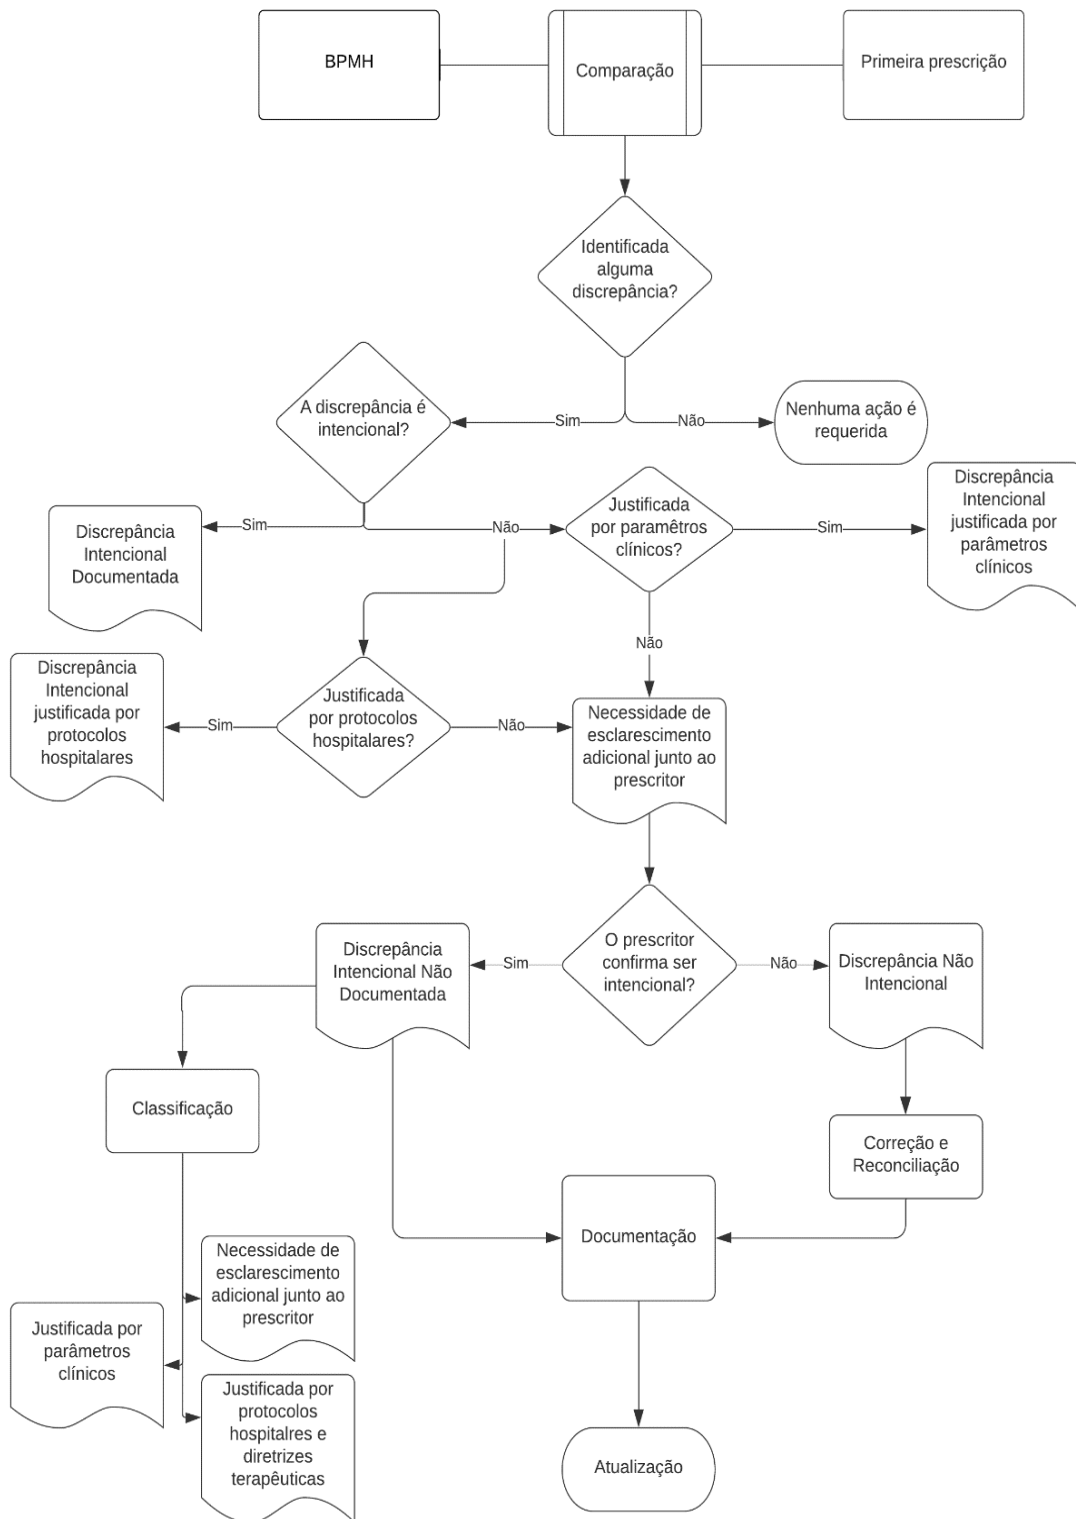 BPMH
Comparação
Primeira prescrição
Identificada
alguma
discrepância?
A discrepância é
intencional?
Sim
Não
Nenhuma ação é
requerida
Discrepância
Intencional
Documentada
Sim
Não
Justificada
por paramêtros
clínicos?
Sim
Discrepância
Intencional
justificada por
parâmetros
clínicos
Não
Discrepância
Intencional
justificada por
protocolos
hospitalares
Sim
Justificada
por protocolos
hospitalares?
Não
Necessidade de
esclarescimento
adicional junto ao
prescritor
Discrepância
Intencional Não
Documentada
Sim
O prescritor
confirma ser
intencional?
Não
Discrepância Não
Intencional
Classificação
Correção e
Reconciliação
Documentação
Necessidade de
esclarescimento
adicional junto ao
prescritor
Justificada por
parâmetros
clínicos
Justificada por
protocolos
hospitalres e
diretrizes
terapêuticas
Atualização